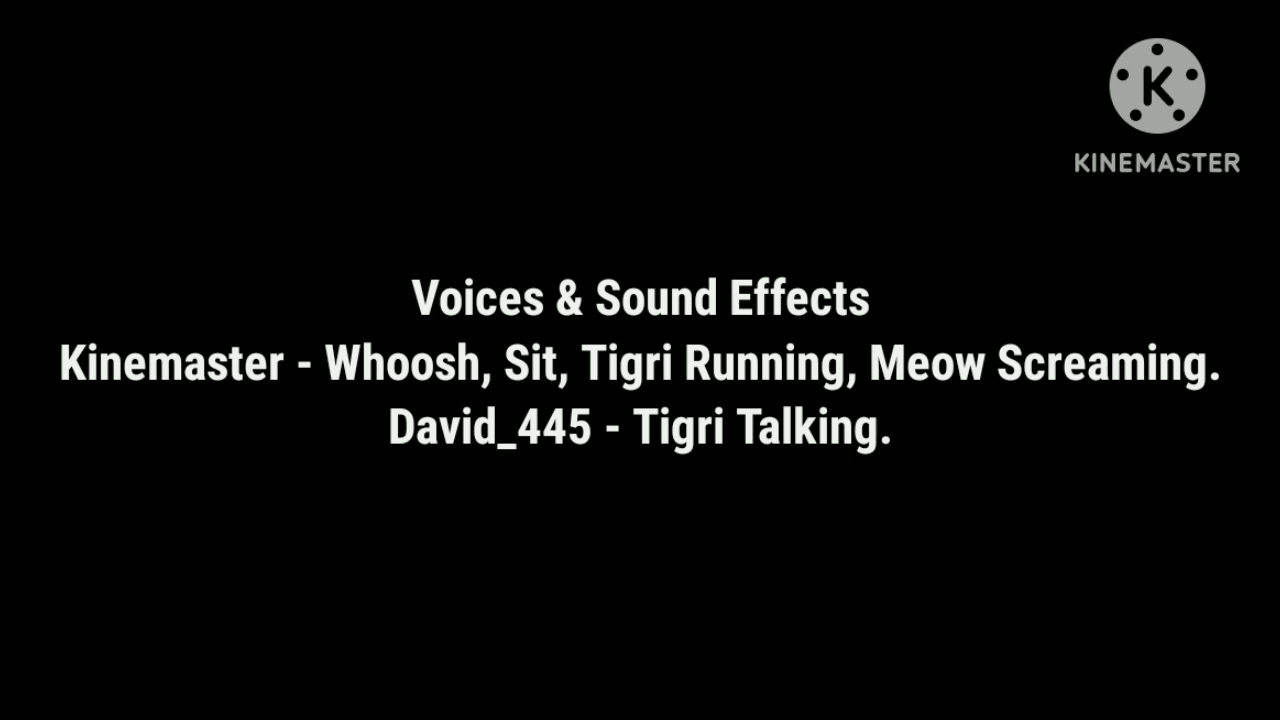 K
KINEMASTER
Voices & Sound Effects
Kinemaster - Whoosh, Sit, Tigri Running, Meow Screaming.
David_445 - Tigri Talking.